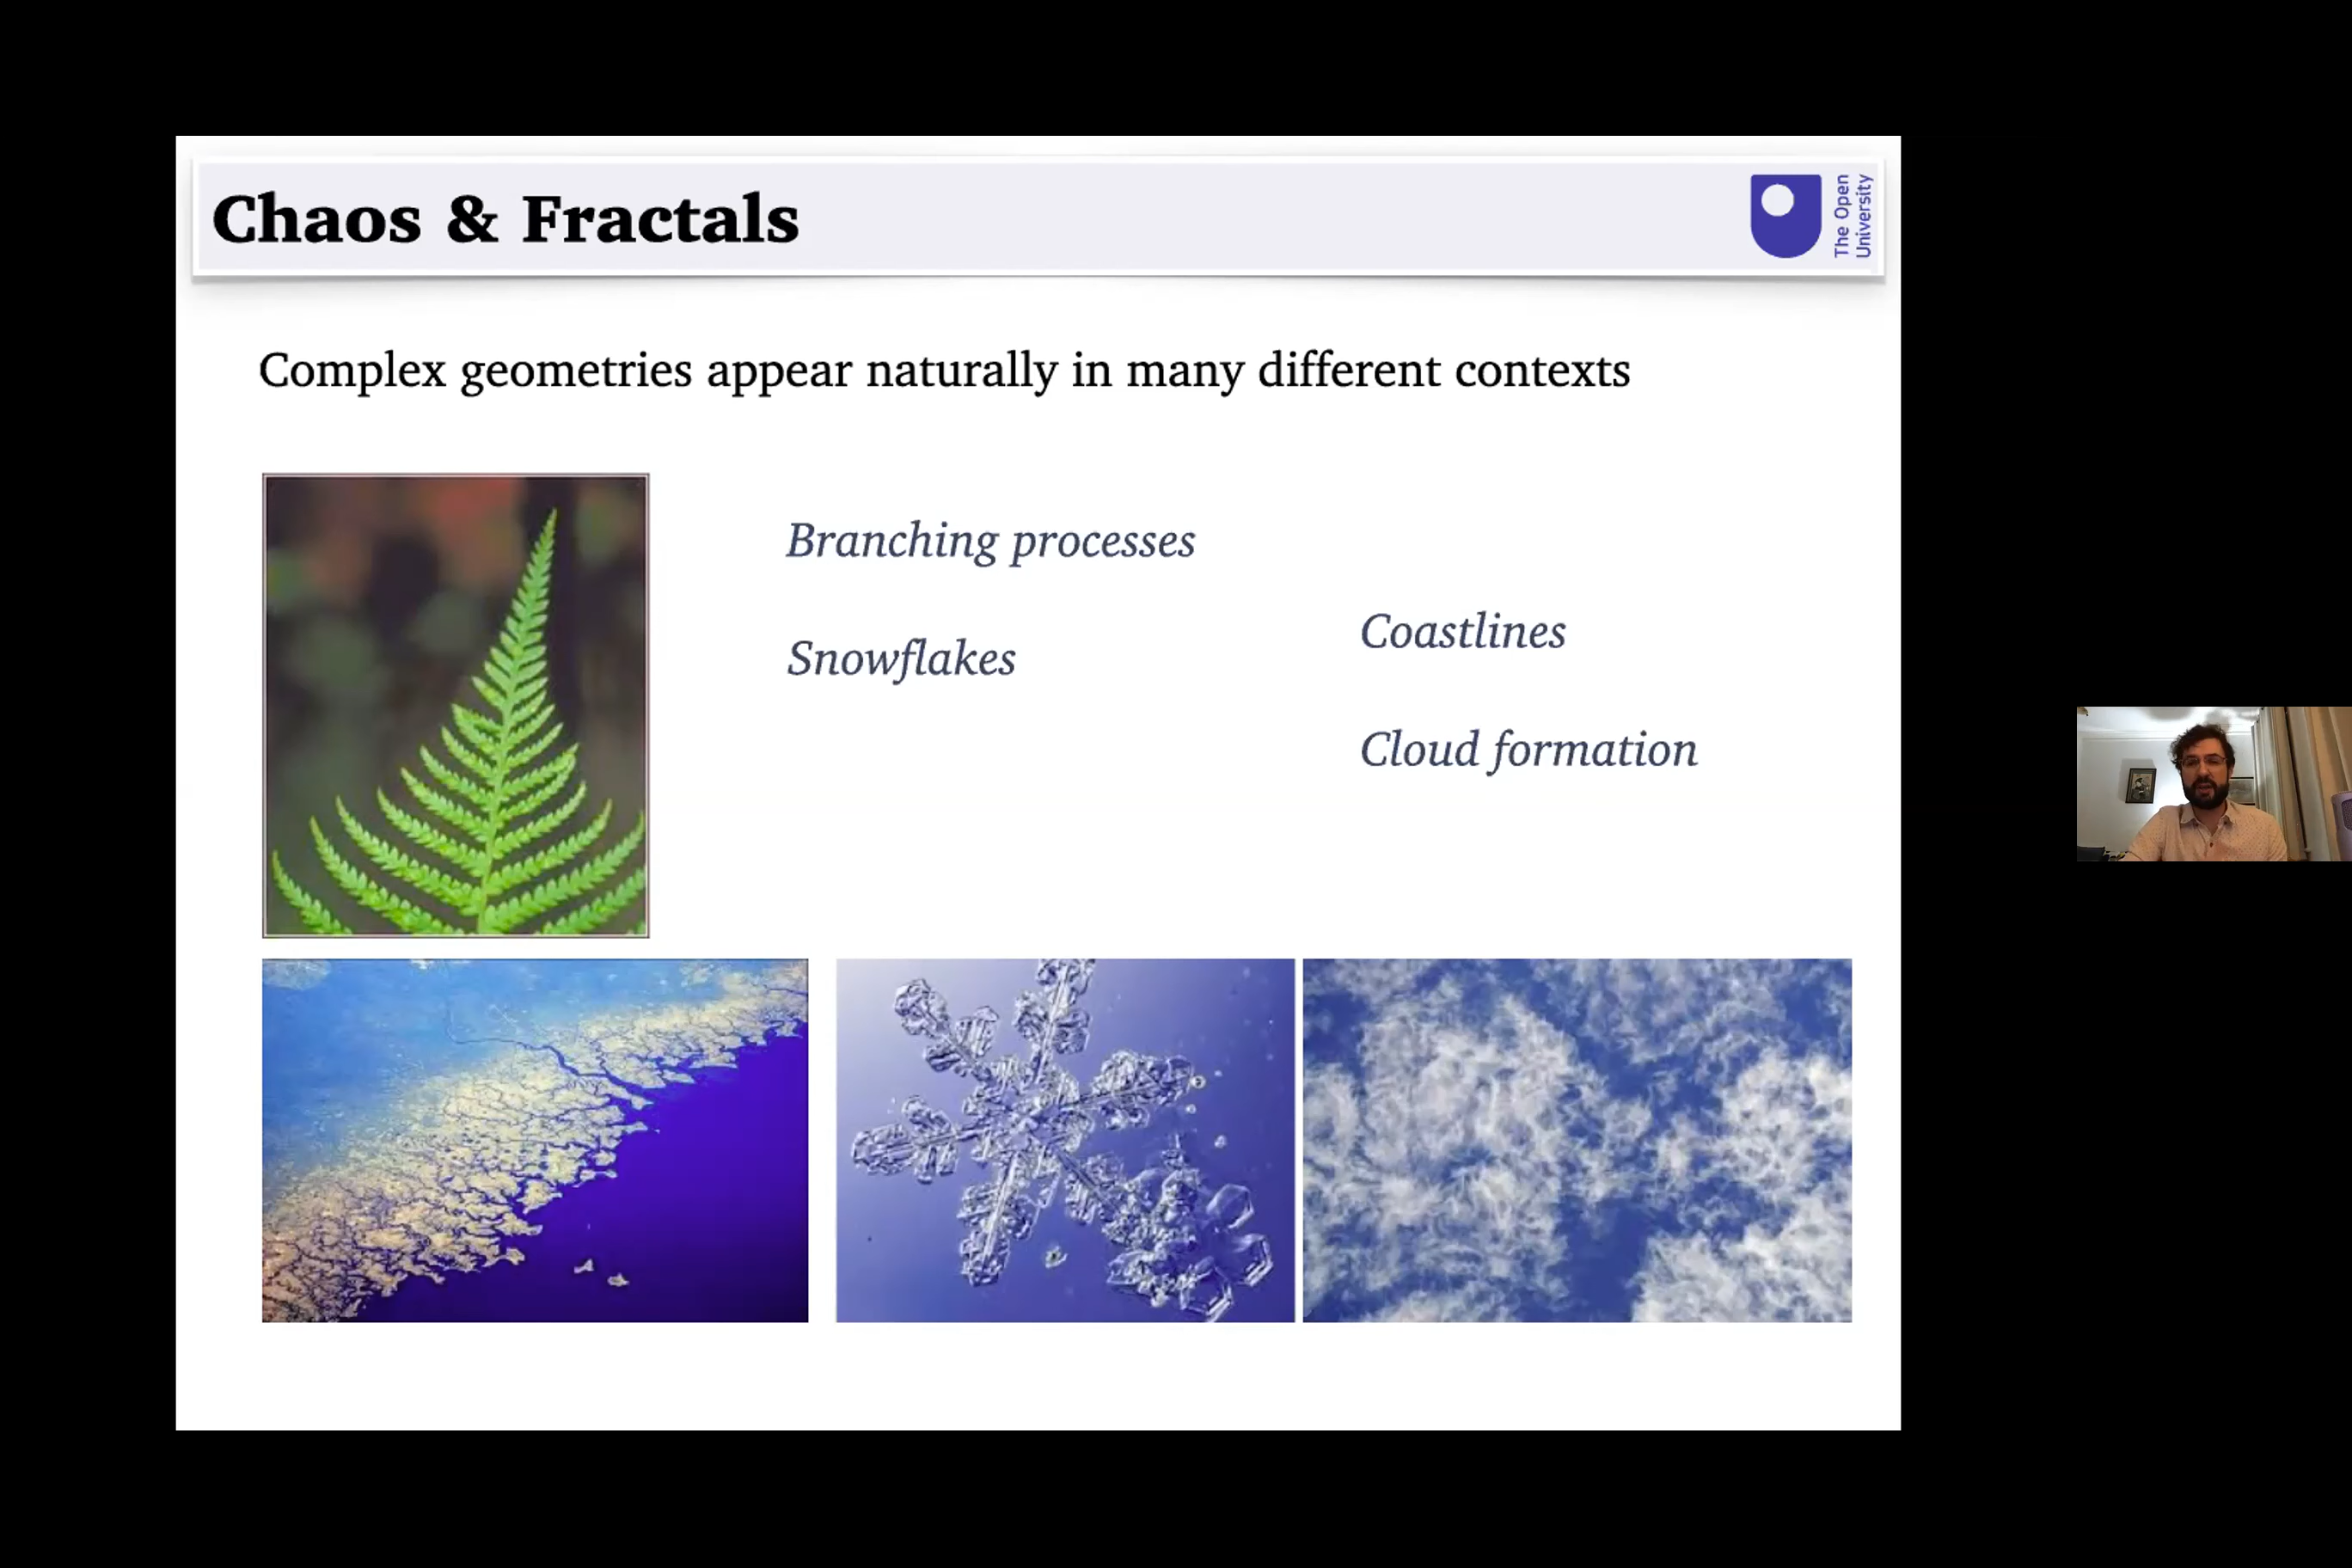 Chaos & Fractals
The Open
University
Complex geometries appear naturally in many different contexts
Branching processes
Snowflakes
Coastlines
Cloud formation